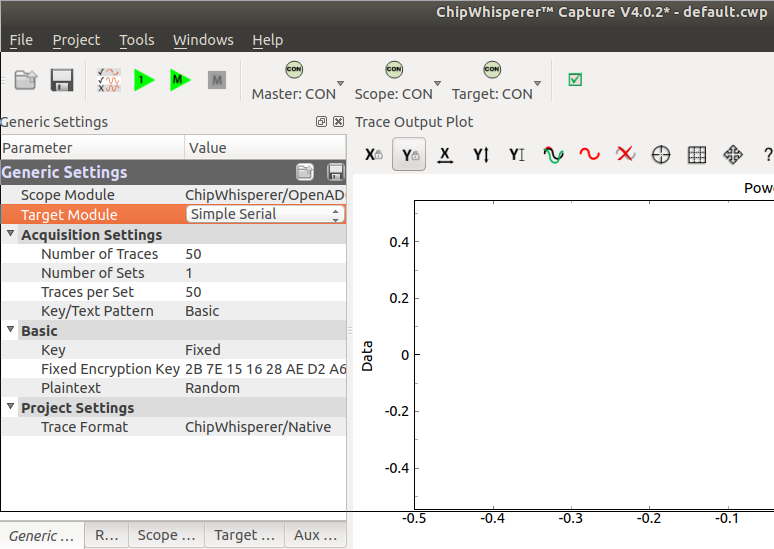 ChipWhisperer™ Capture V4.0.2* - default.cwp
File Project Tools Windows Help
1 M M CON CON CON
Master: CON Scope: CON Target: CON
Generic Settings Trace Output Plot
Parameter Value
X Y X Y Y X ?
Generic Settings
Scope Module ChipWhisperer/OpenAD
Target Module Simple Serial
Acquisition Settings
Number of Traces 50
Number of Sets 1
Traces per Set 50
Key/Text Pattern Basic
Basic
Key Fixed
Fixed Encryption Key 2B 7E 15 16 28 AE D2 A6
Plaintext Random
Project Settings
Trace Format ChipWhisperer/Native
Generic ... R... Scope ... Target ... Aux ...
Pow
Data
0.4
0.2
0
-0.2
-0.4
-0.5 -0.4 -0.3 -0.2 -0.1